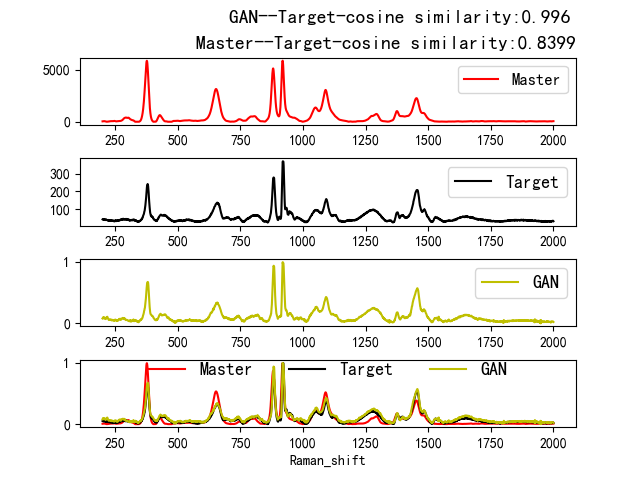 GAN--Target-cosine similarity:0.996
Master--Target-cosine similarity:0.8399
5000
0
Master
250 500 750 1000 1250 1500 1750 2000
300
200
100
Target
250 500 750 1000 1250 1500 1750 2000
1
0
GAN
250 500 750 1000 1250 1500 1750 2000
1
0
Master Target GAN
250 500 750 1000 1250 1500 1750 2000
Raman_shift